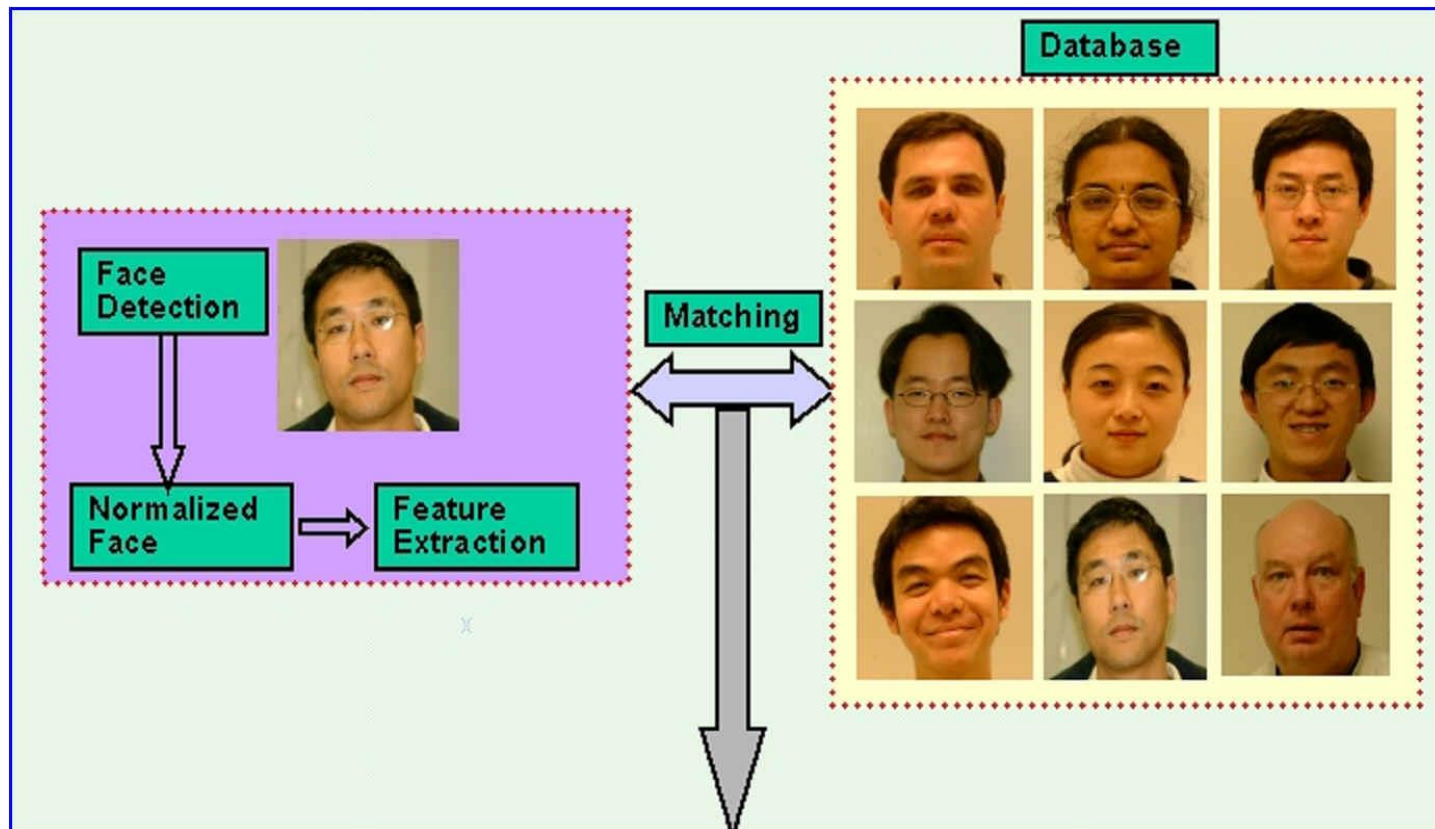 Database
Face
Detection
Matching
Normalized
Face
Feature
Extraction
x